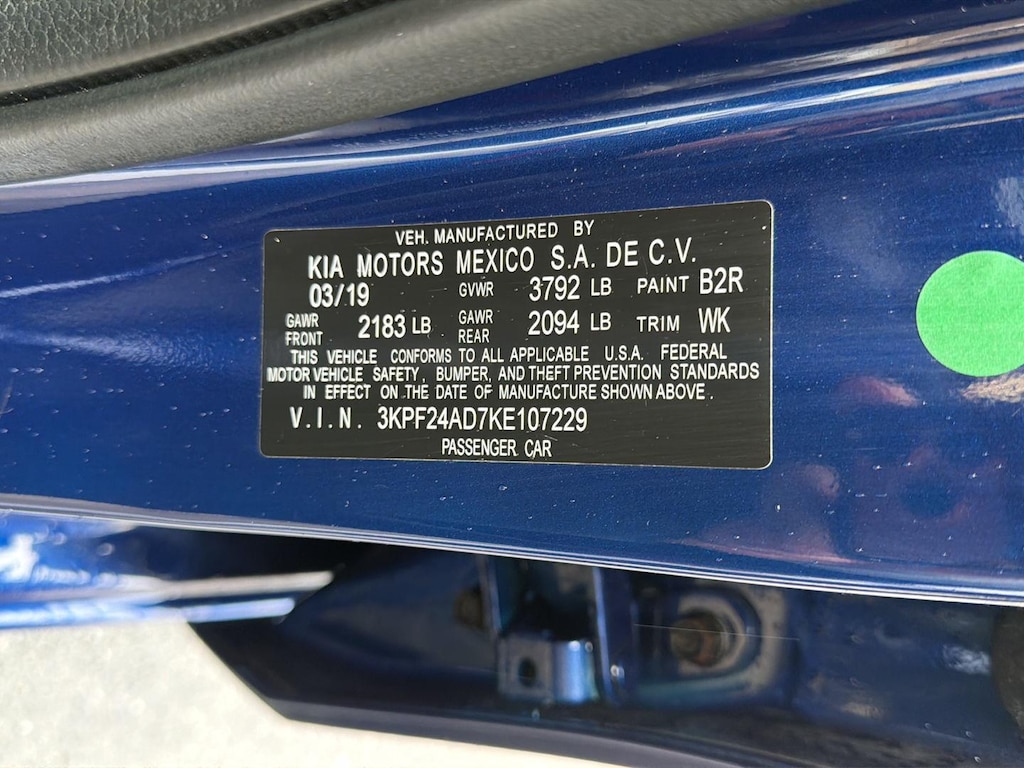 VEH. MANUFACTURED BY
KIA MOTORS MEXICO S.A. DE C.V.
03/19 GVWR 3792 LB PAINT B2R
GAWR FRONT 2183 LB GAWR REAR 2094 LB TRIM WK
THIS VEHICLE CONFORMS TO ALL APPLICABLE U.S.A. FEDERAL
MOTOR VEHICLE SAFETY, BUMPER, AND THEFT PREVENTION STANDARDS
IN EFFECT ON THE DATE OF MANUFACTURE SHOWN ABOVE.
V.I.N. 3KPF24AD7KE107229
PASSENGER CAR